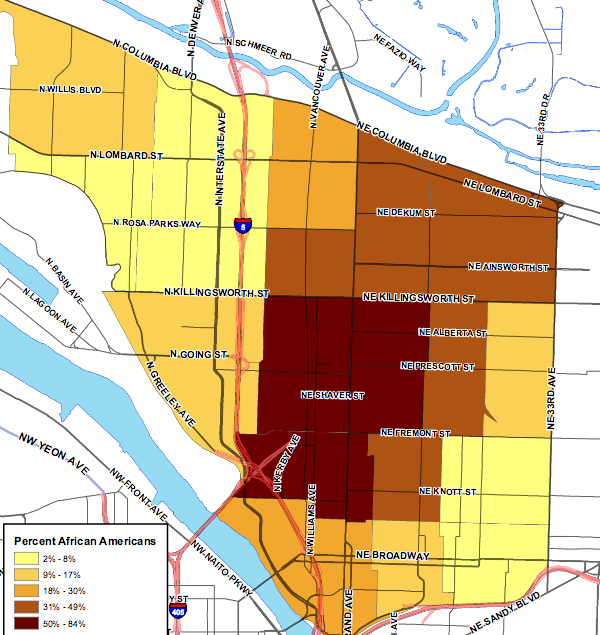 N DENVER A
N SCHMEER RD
NE FAZIO WAY
N COLUMBIA BLVD
N VANCOUVER AVE
N WILLIS BLVD
NE 33RD DR
NE COLUMBIA BLVD
N INTERSTATE AVE
N LOMBARD ST
NE LOMBARD ST
NE DEKUM ST
N ROSA PARKS WAY
5
N BASIN AVE
NE AINSWORTH ST
N LAGOON AVE
N KILLINGSWORTH ST
NE KILLINGSWORTH ST
NE ALBERTA ST
N GOING ST
NE PRESCOTT ST
N GREELEY AVE
NE SHAVER ST
NE 33RD AVE
NE FREMONT ST
NW YEON AVE
N KERBY AVE
NW FRONT AVE
N WILLIAMS AVE
NE KNOTT ST
NW NAITO PKWY
NE BROADWAY
Percent African Americans
2% - 8%
9% - 17%
18% - 30%
31% - 49%
50% - 84%
Y ST
405
RAND AVE
AVE
NE SANDY BLVD